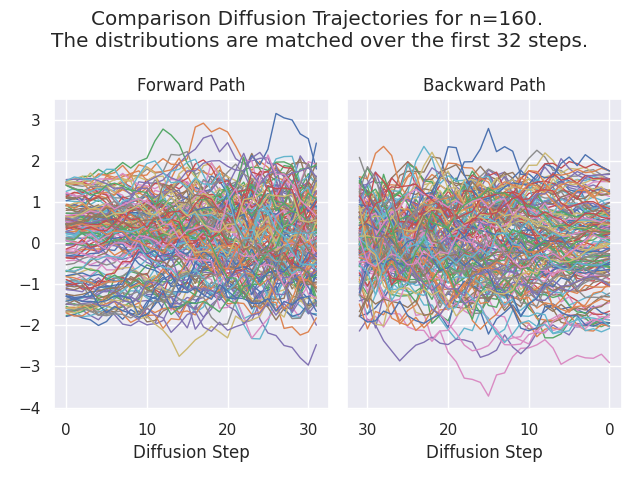 Comparison Diffusion Trajectories for n=160.
The distributions are matched over the first 32 steps.
Forward Path
Backward Path
3
2
1
0
−1
−2
−3
−4
0 10 20 30
30 20 10 0
Diffusion Step
Diffusion Step